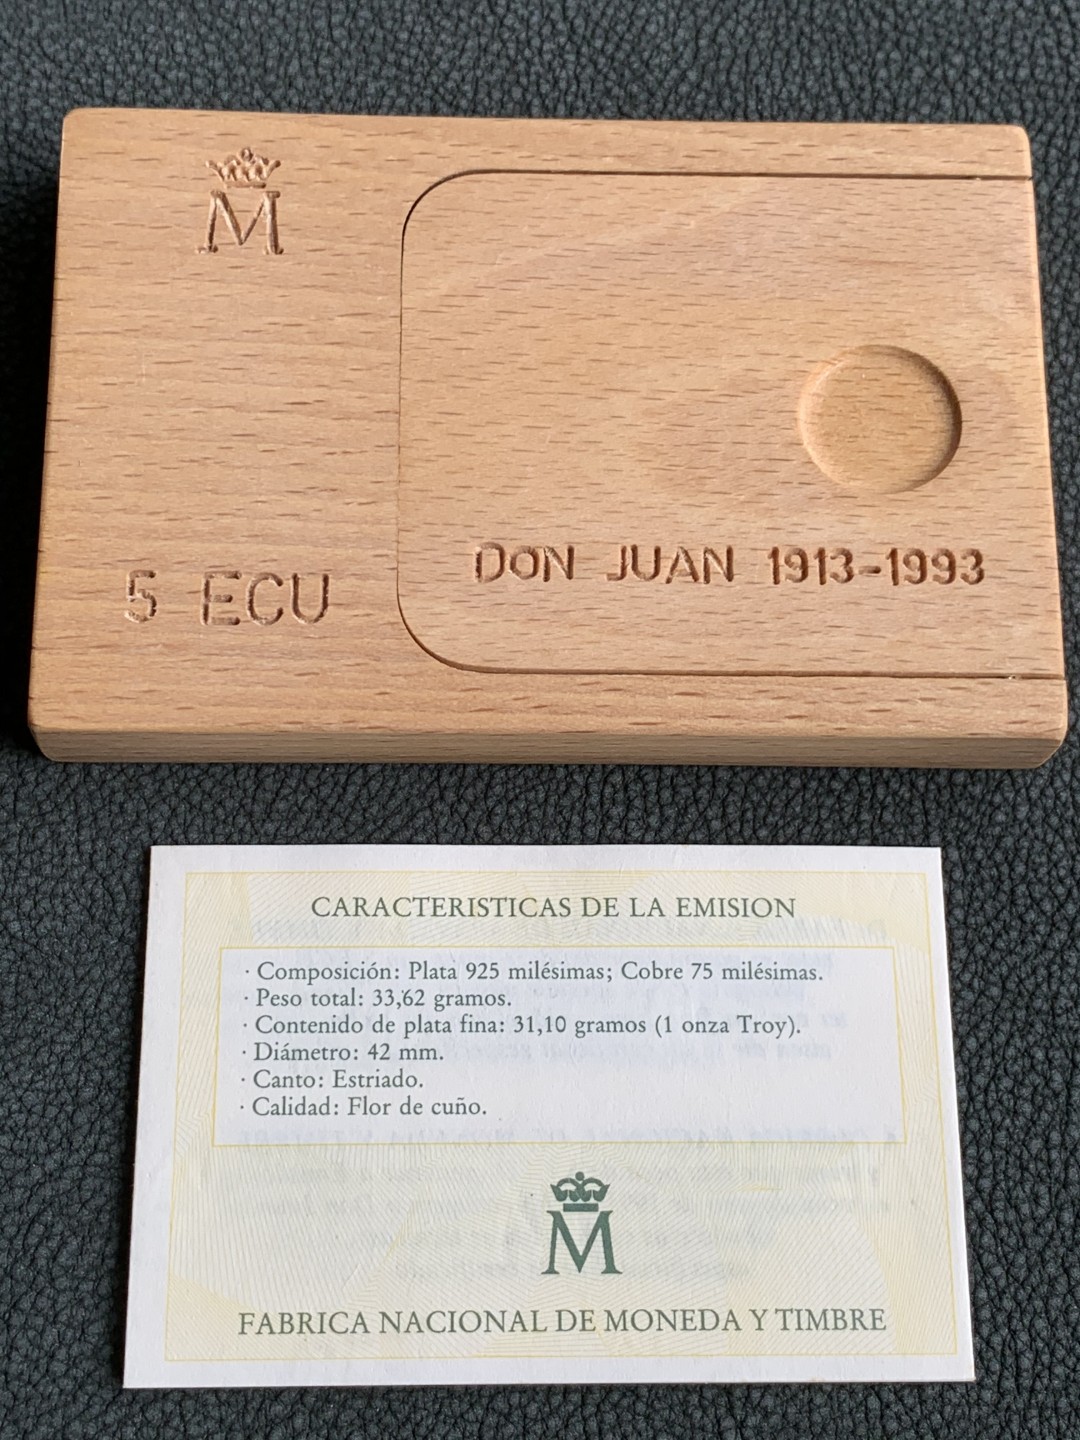 M
5 ECU
DON JUAN 1913-1993
CARACTERISTICAS DE LA EMISION
· Composición: Plata 925 milésimas; Cobre 75 milésimas.
· Peso total: 33,62 gramos.
· Contenido de plata fina: 31,10 gramos (1 onza Troy).
· Diámetro: 42 mm.
· Canto: Estriado.
· Calidad: Flor de cuño.
M
FABRICA NACIONAL DE MONEDA Y TIMBRE